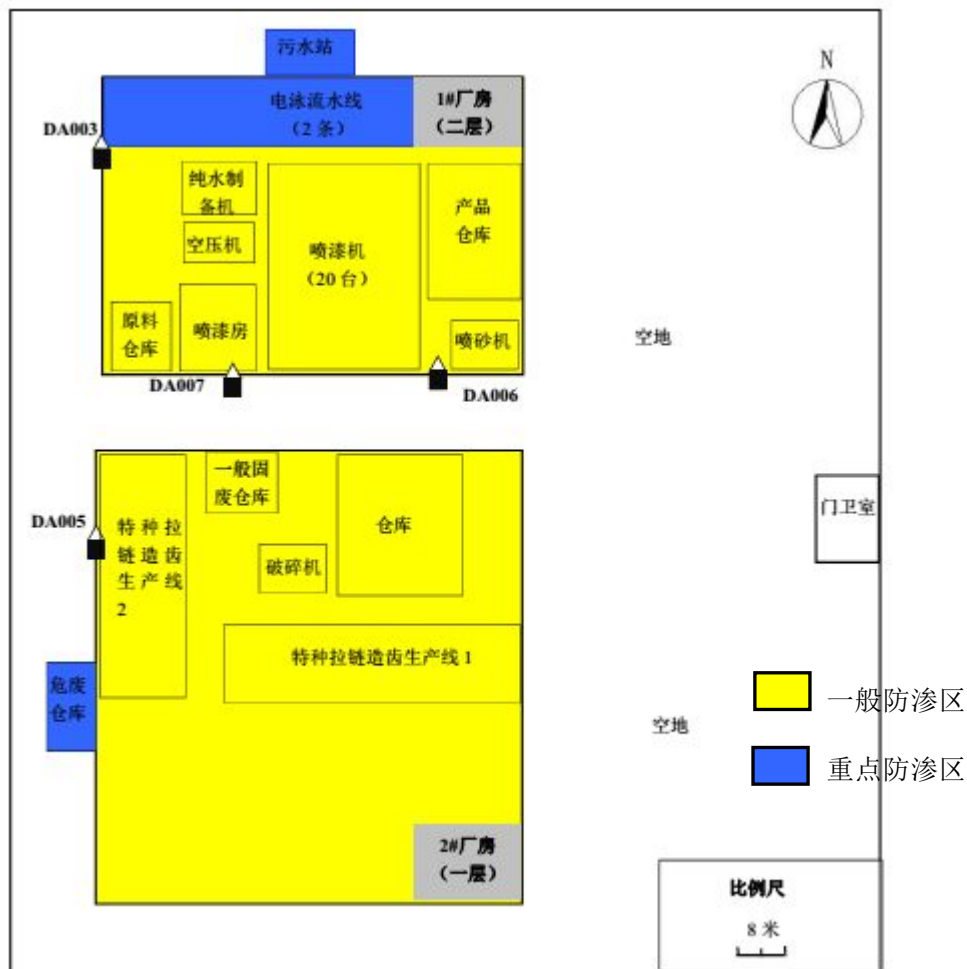 污水站
N
电泳流水线
（2 条）
1#厂房
（二层）
DA003
纯水制
备机
产品
仓库
空压机
喷漆机
（20 台）
原料
仓库
喷漆房
喷砂机
空地
DA007
DA006
一般固
废仓库
DA005
特 种 拉
链 造 齿
生 产 线
2
仓库
门卫室
破碎机
特种拉链造齿生产线 1
危废
仓库
一般防渗区
空地
重点防渗区
2#厂房
（一层）
比例尺
8 米